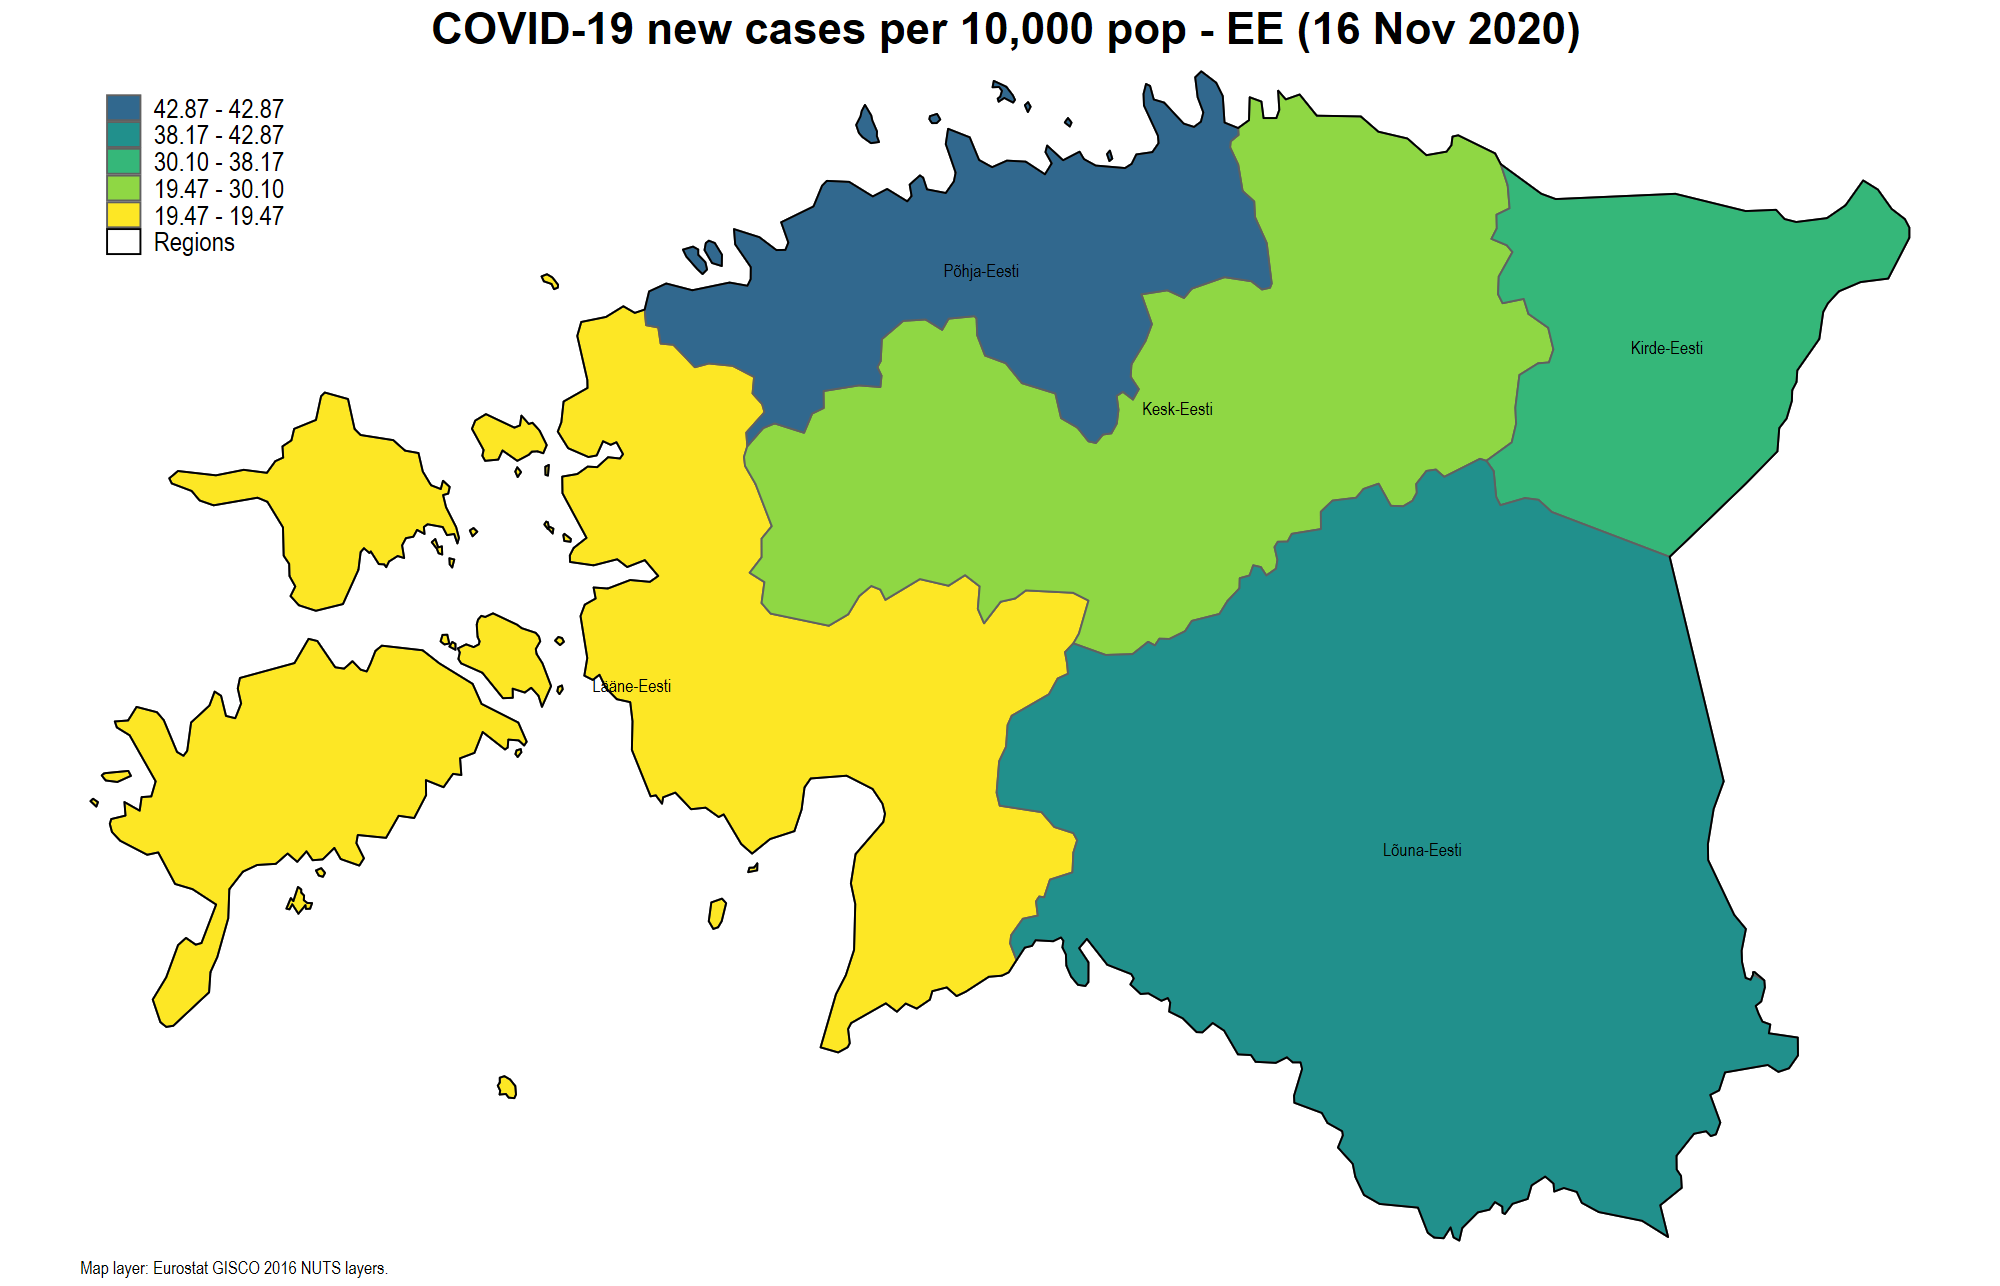 COVID-19 new cases per 10,000 pop - EE (16 Nov 2020)
42.87 - 42.87
38.17 - 42.87
30.10 - 38.17
19.47 - 30.10
19.47 - 19.47
Regions
Põhja-Eesti
Kirde-Eesti
Kesk-Eesti
Lääne-Eesti
Lõuna-Eesti
Map layer: Eurostat GISCO 2016 NUTS layers.